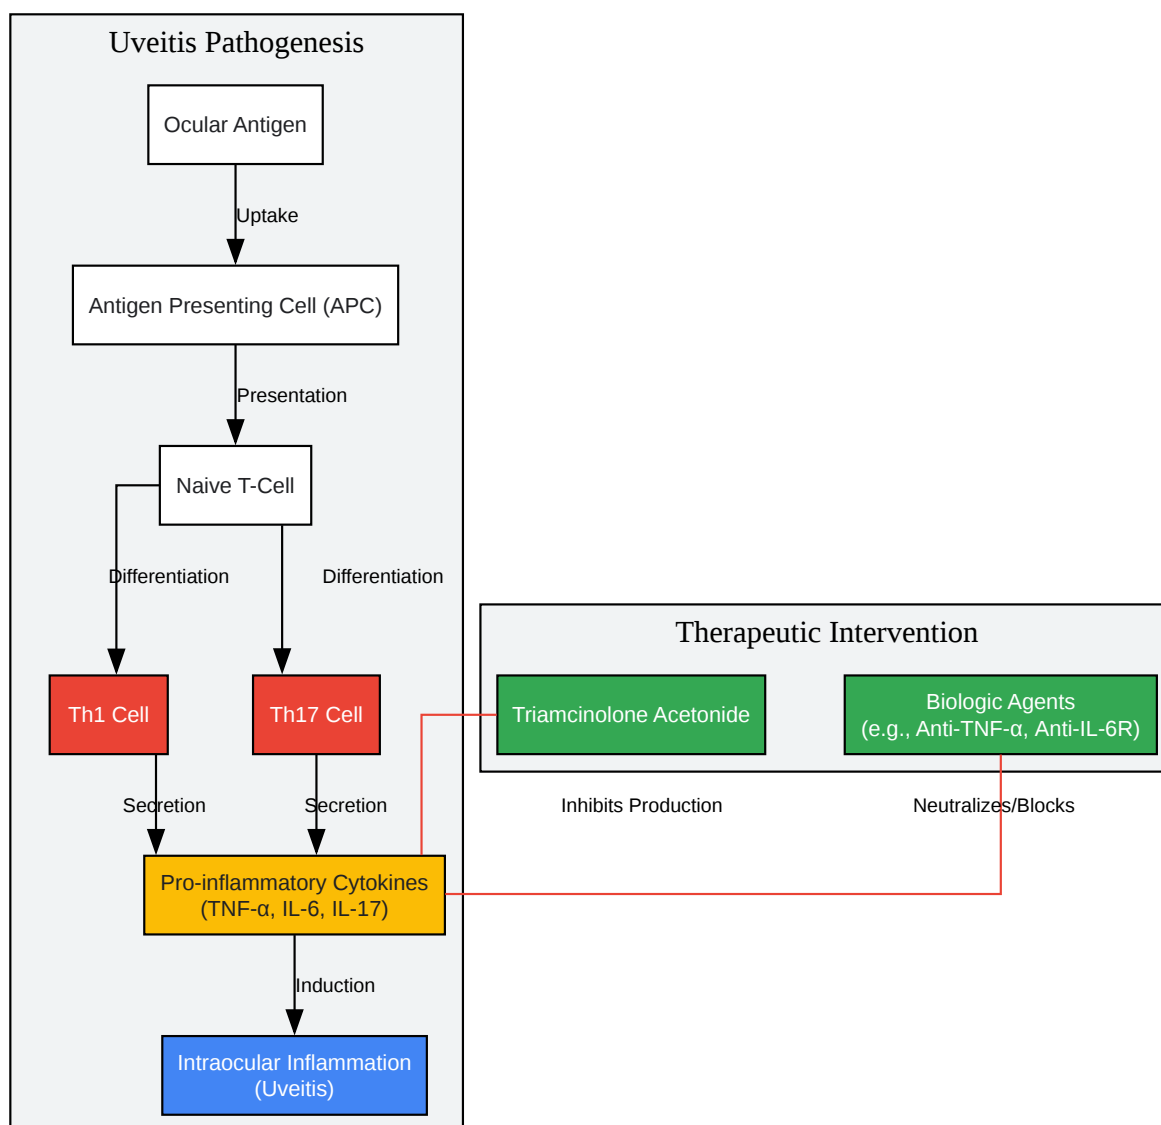 Uveitis Pathogenesis
Ocular Antigen
Uptake
Antigen Presenting Cell (APC)
Presentation
Naive T-Cell
Differentiation
Differentiation
Th1 Cell
Th17 Cell
Secretion
Secretion
Pro-inflammatory Cytokines
(TNF-α, IL-6, IL-17)
Induction
Intraocular Inflammation
(Uveitis)
Therapeutic Intervention
Triamcinolone Acetonide
Biologic Agents
(e.g., Anti-TNF-α, Anti-IL-6R)
Inhibits Production
Neutralizes/Blocks